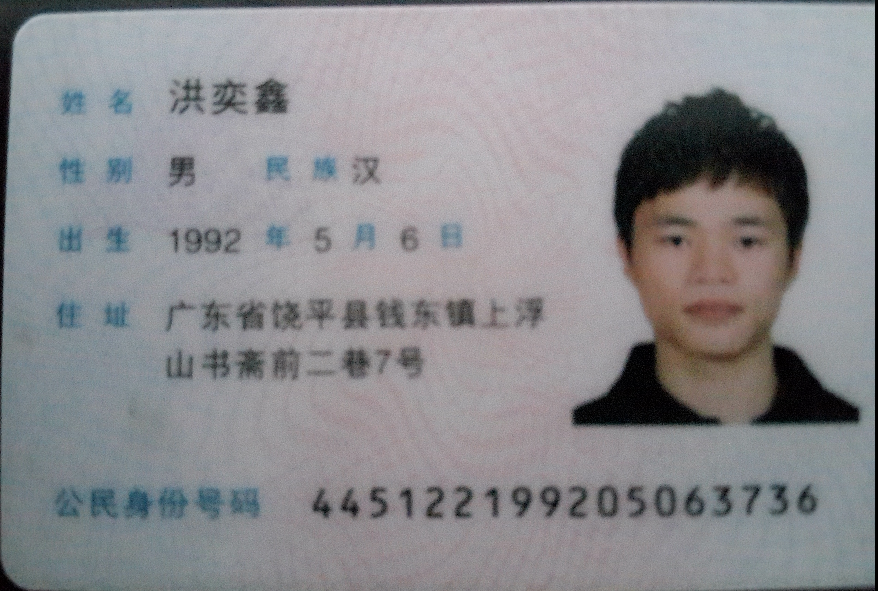 姓名 洪奕鑫
性别 男 民族 汉
出生 1992 年 5 月 6 日
住址 广东省饶平县钱东镇上浮
山书斋前二巷7号
公民身份号码 445122199205063736